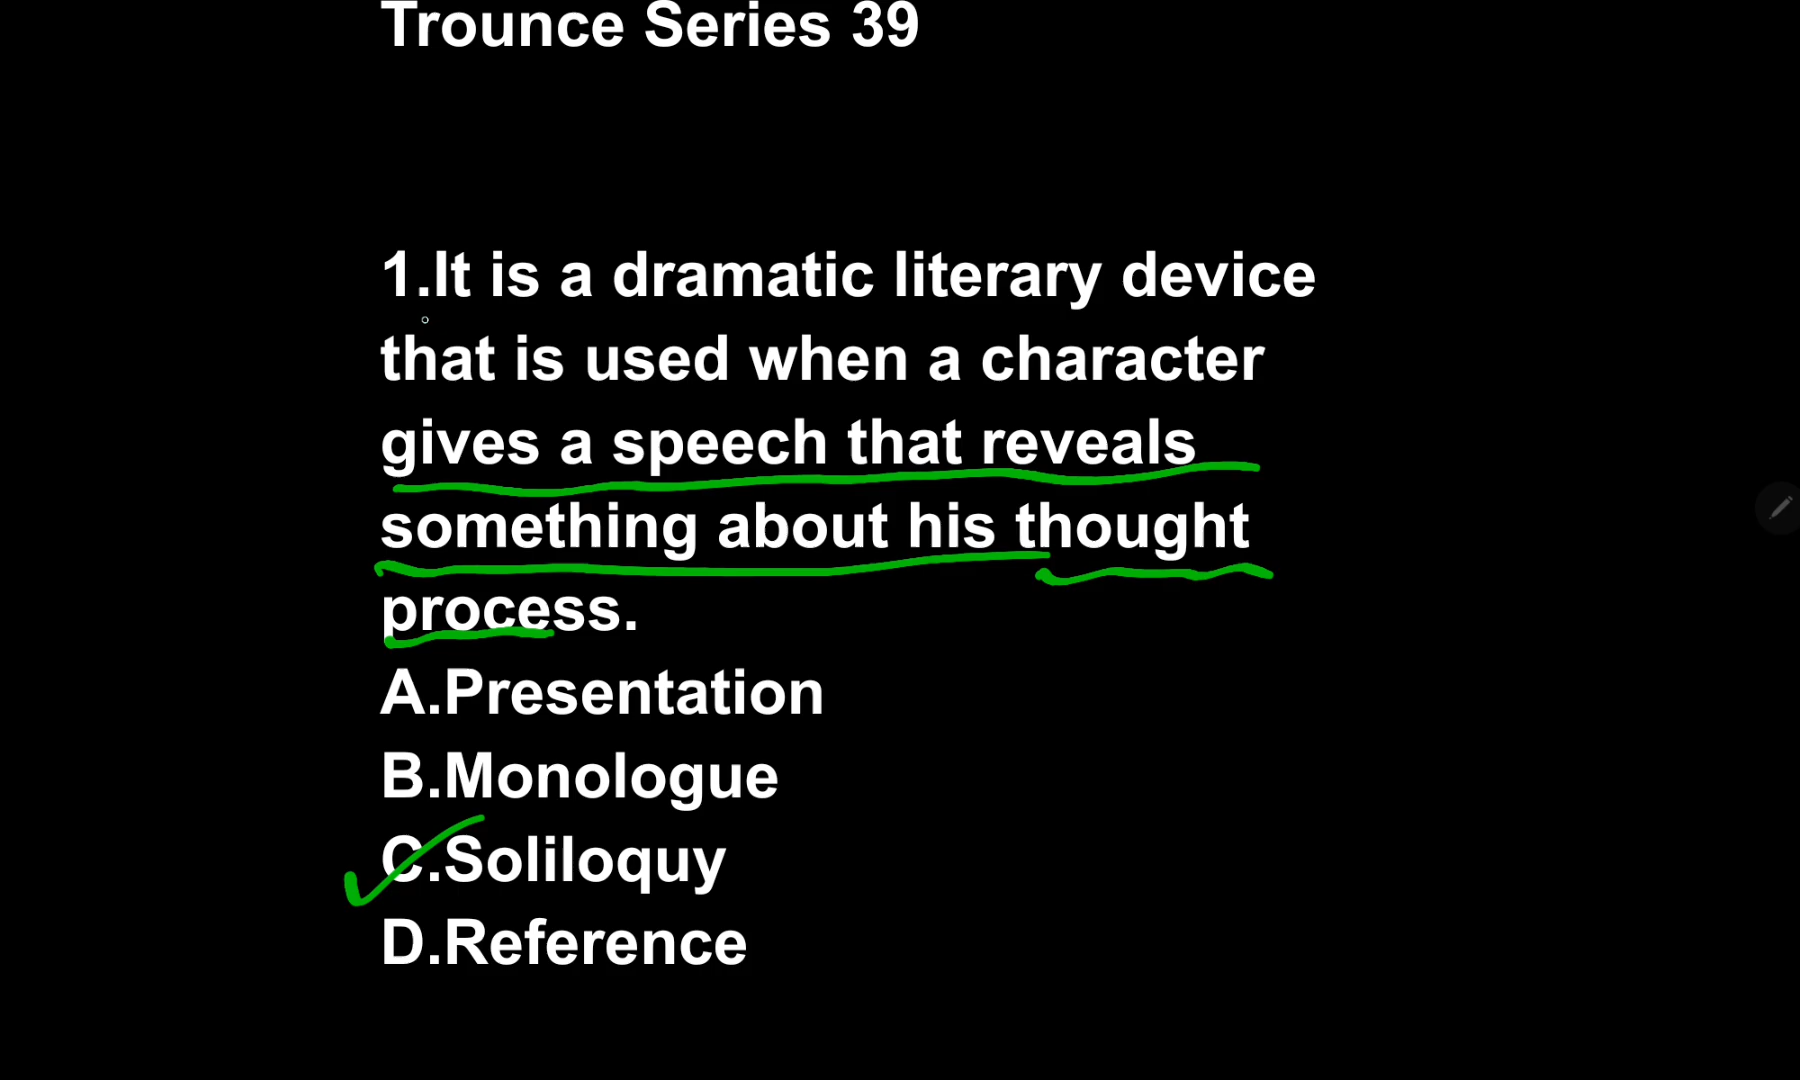 Trounce Series 39
1.It is a dramatic literary device
that is used when a character
gives a speech that reveals
something about his thought
process.
A.Presentation
B.Monologue
C.Soliloquy
D.Reference